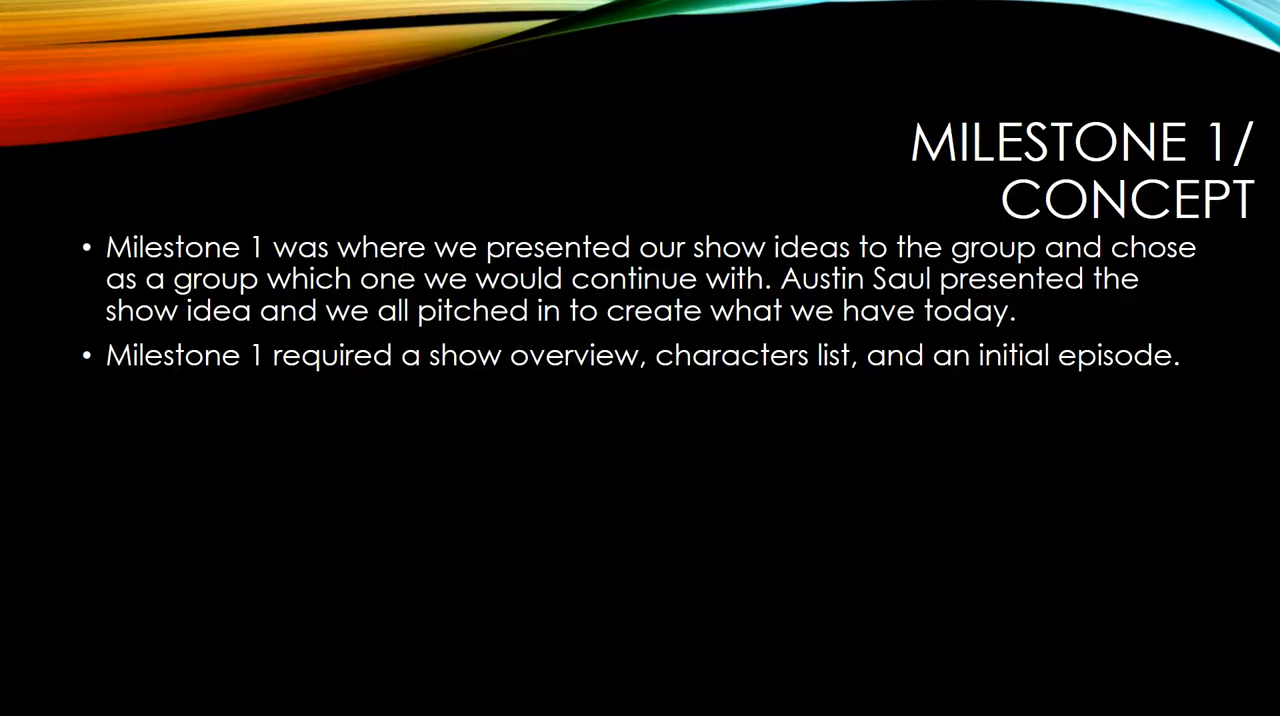 MILESTONE 1/
CONCEPT
• Milestone 1 was where we presented our show ideas to the group and chose
as a group which one we would continue with. Austin Saul presented the
show idea and we all pitched in to create what we have today.
• Milestone 1 required a show overview, characters list, and an initial episode.